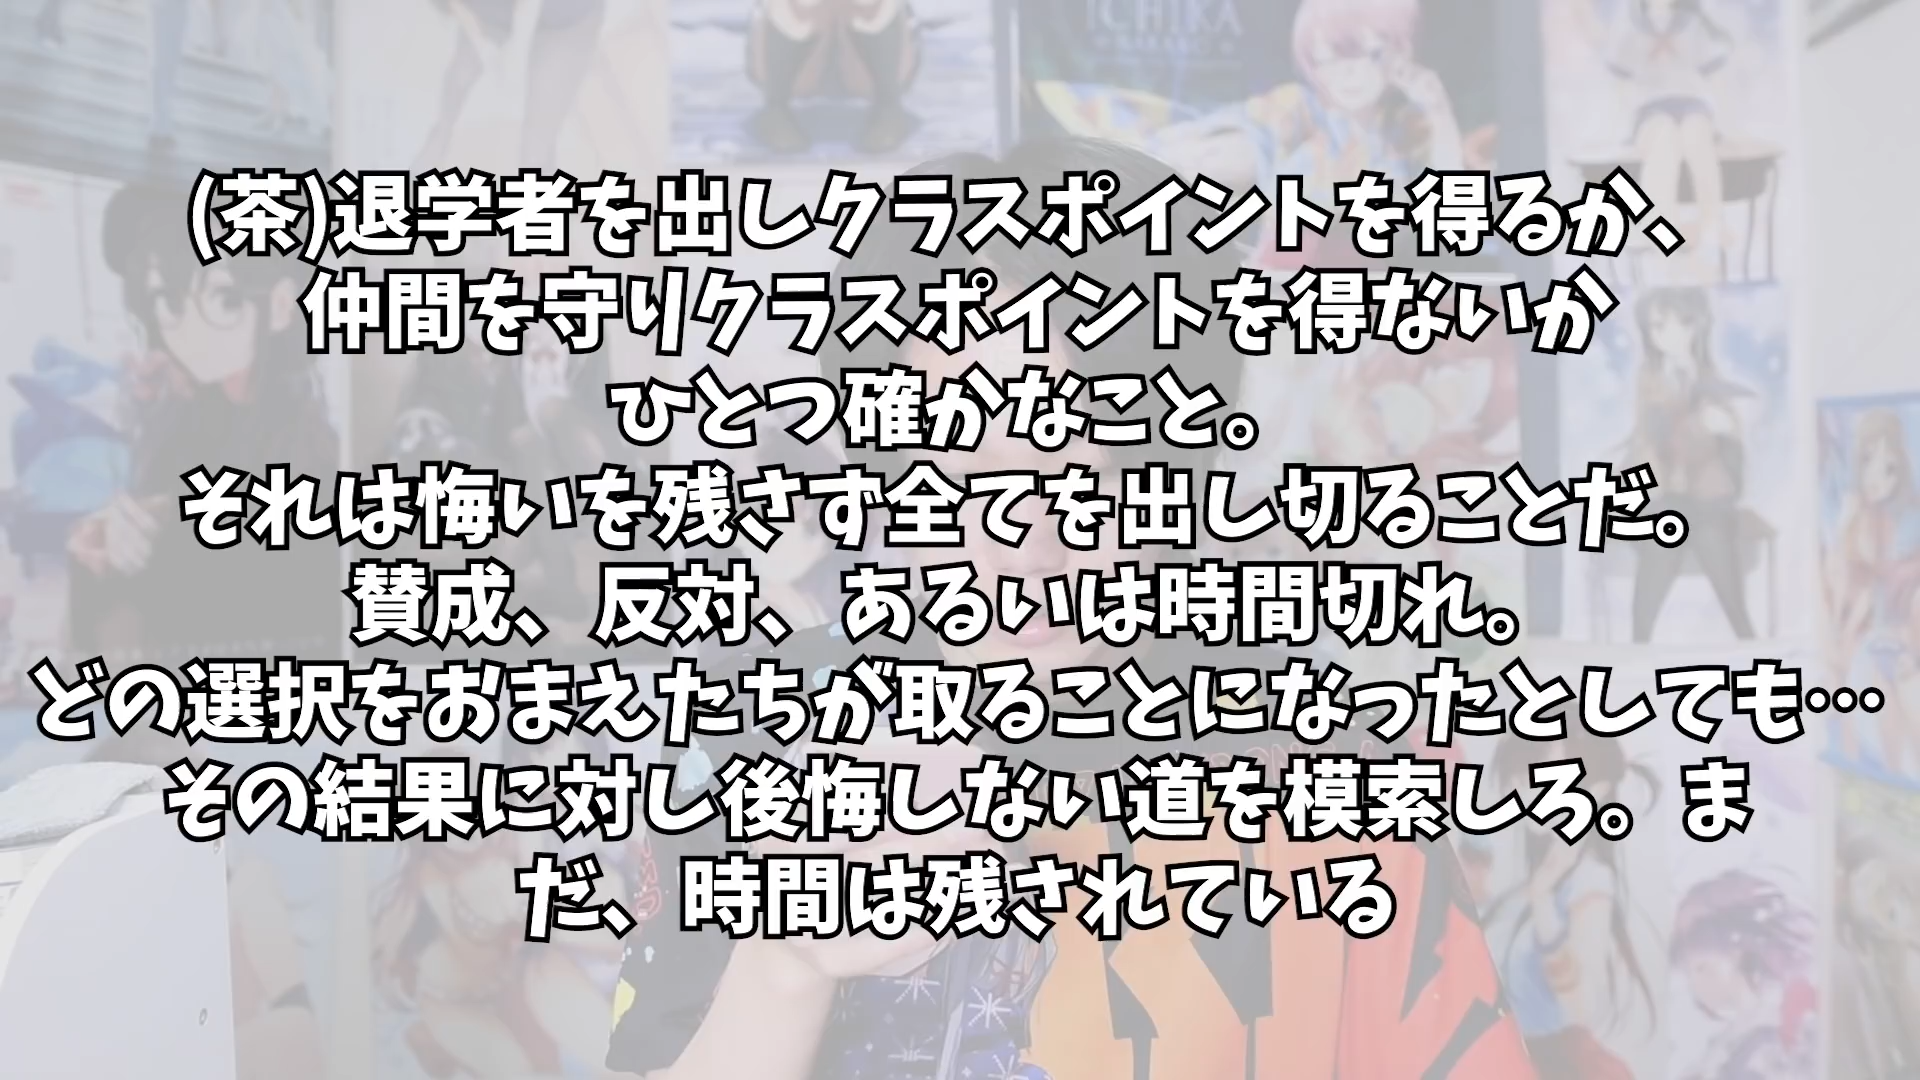 ICHIKA
(茶)退学者を出しクラスポイントを得るか、
仲間を守りクラスポイントを得ないか
ひとつ確かなこと。
それは悔いを残さず全てを出し切ることだ。
賛成、反対、あるいは時間切れ。
どの選択をおまえたちが取ることになったとしても…
その結果に対し後悔しない道を模索しろ。ま
だ、時間は残されている